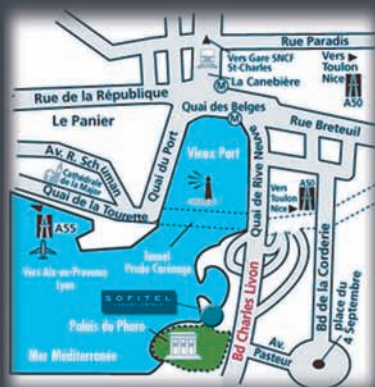 Rue Paradis
Vers Gare SNCF
St-Charles
Vers
Toulon
Nice
A50
La Canebière
M
Rue de la République
Quai des Belges
M
Rue Breteuil
Le Panier
Vieux Port
Av. R. Schuman
Cathédrale
de la Major
Quai du Port
Quai de Rive Neuve
Quai de la Tourette
Vers
Toulon
Nice
A50
A55
Tunnel
Prado Carénage
Vers Aix-en-Provence
Lyon
SOFITEL
Bd Charles Livon
Bd de la Corderie
place du
4 Septembre
Palais du Pharo
Av.
Pasteur
Mer Méditerranée